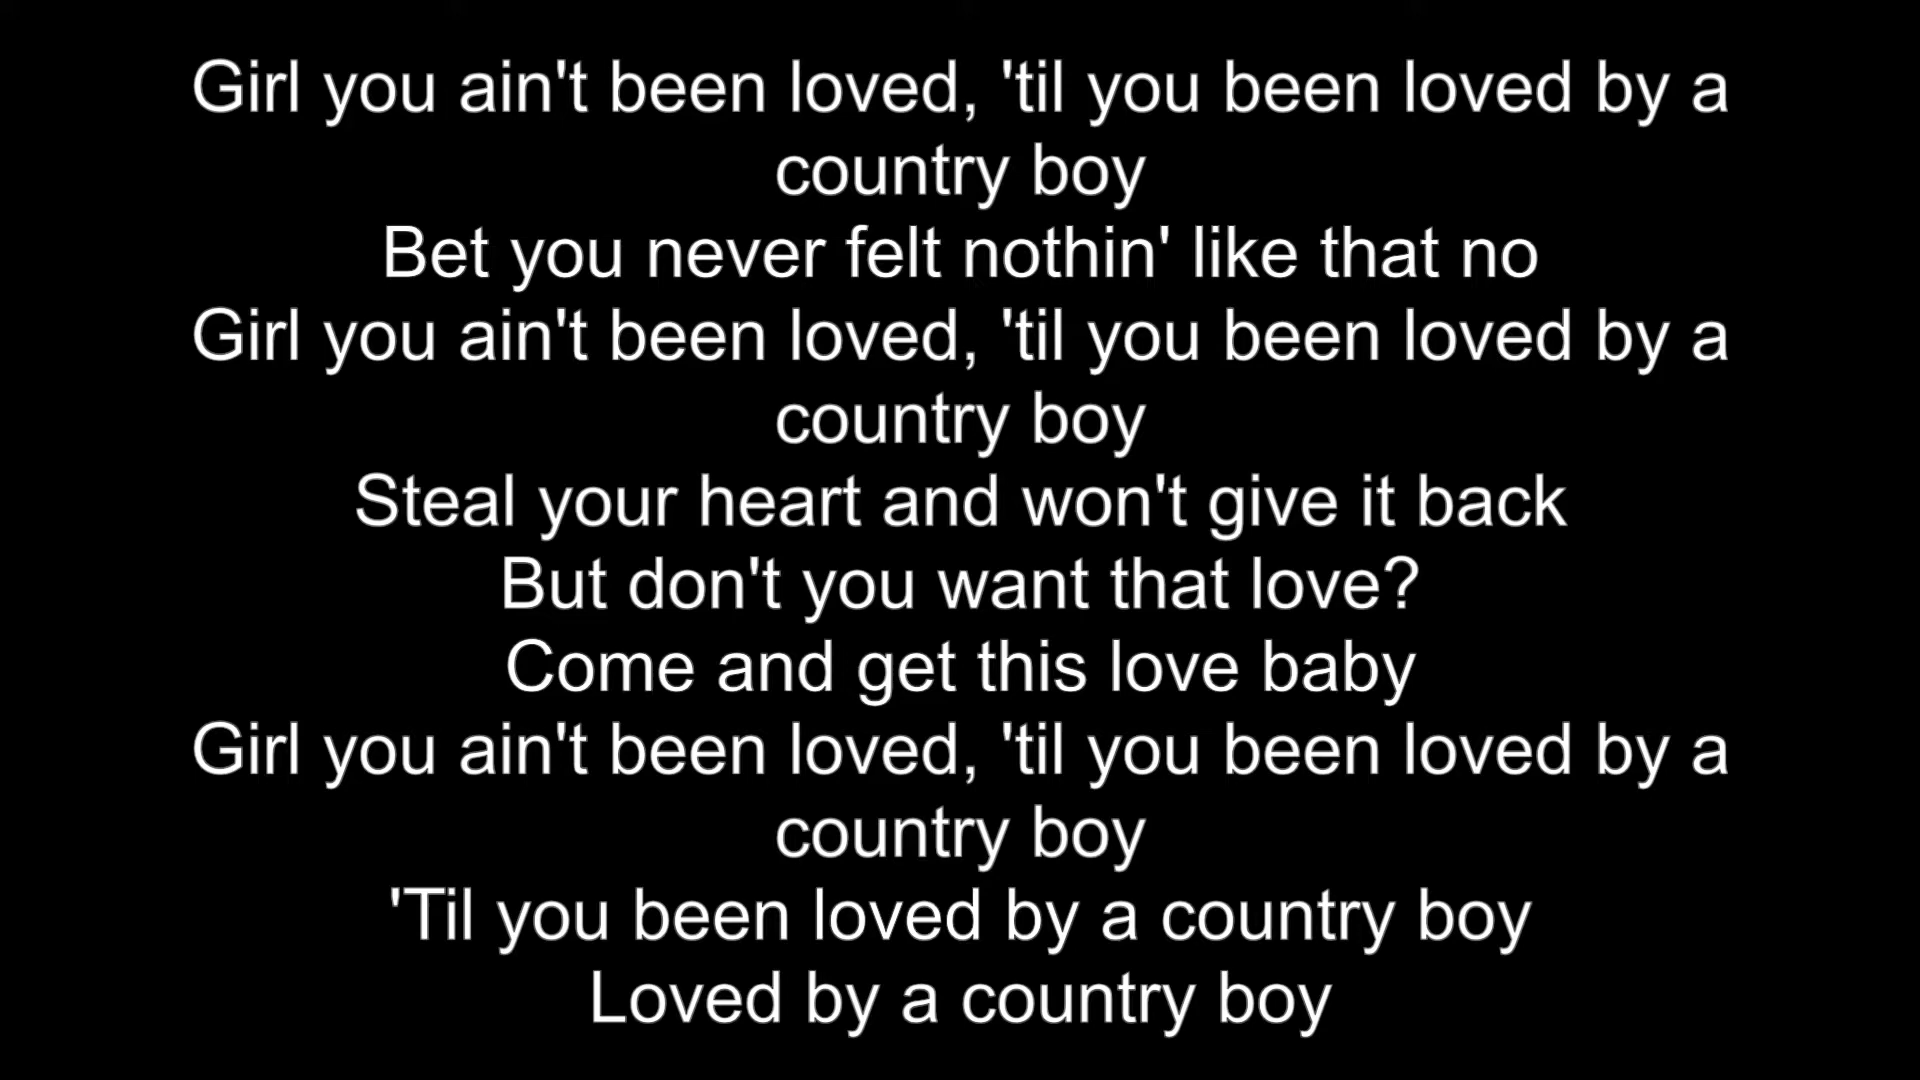 Girl you ain't been loved, 'til you been loved by a
country boy
Bet you never felt nothin' like that no
Girl you ain't been loved, 'til you been loved by a
country boy
Steal your heart and won't give it back
But don't you want that love?
Come and get this love baby
Girl you ain't been loved, 'til you been loved by a
country boy
'Til you been loved by a country boy
Loved by a country boy